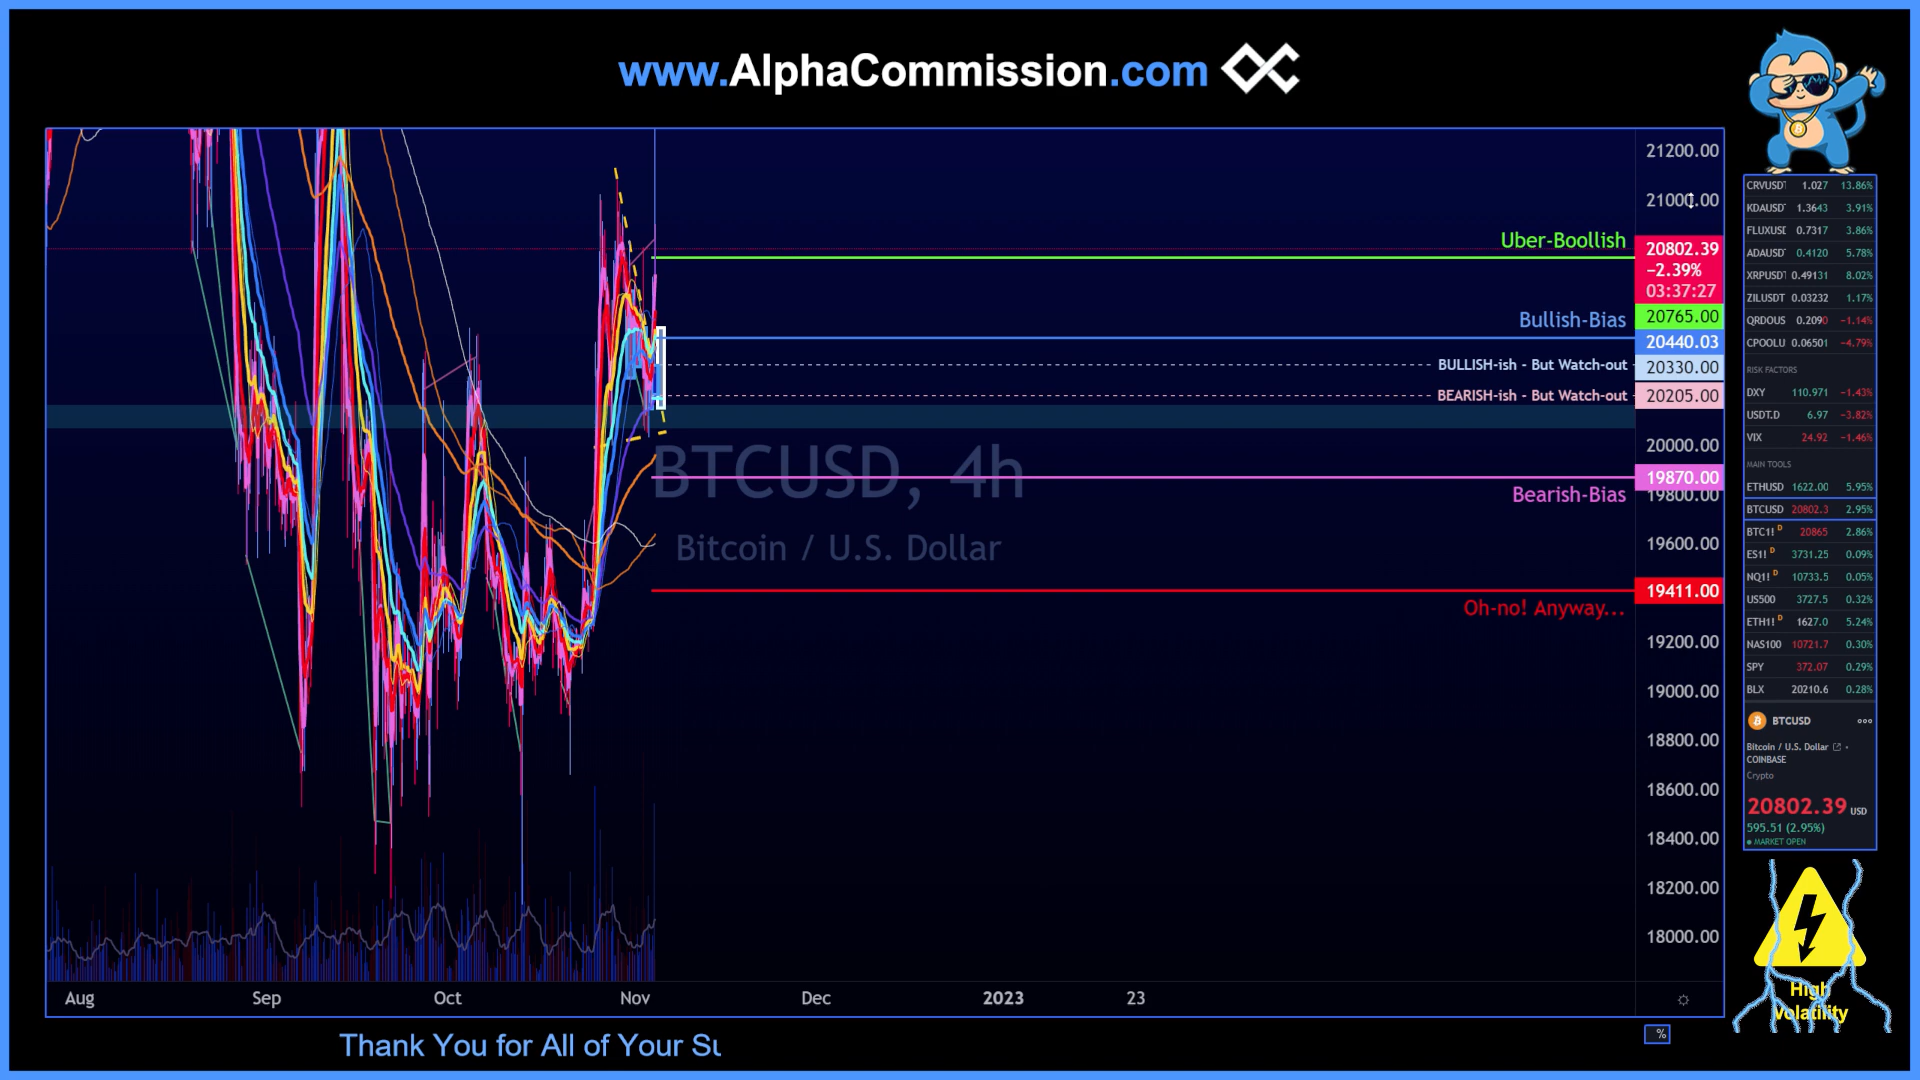 www.AlphaCommission.com
21200.00
21000.00
Uber-Boollish
20802.39
−2.39%
03:37:27
Bullish-Bias
20765.00
20440.03
BULLISH-ish - But Watch-out
20330.00
BEARISH-ish - But Watch-out
20205.00
20000.00
BTCUSD, 4h
19870.00
Bearish-Bias
19800.00
Bitcoin / U.S. Dollar
19600.00
19411.00
Oh-no! Anyway...
19200.00
19000.00
18800.00
18600.00
18400.00
18200.00
18000.00
Aug Sep Oct Nov Dec 2023 23
Thank You for All of Your Su
%
CRVUSDT 1.027 13.86%
KDAUSD 1.3643 3.91%
FLUXUSD 0.7317 3.86%
ADAUSD 0.4120 5.78%
XRPUSDT 0.49131 8.02%
ZILUSDT 0.03232 1.17%
QRDOUS 0.2090 −1.14%
CPOOLU 0.06501 −4.79%
RISK FACTORS
DXY 110.971 −1.43%
USDT.D 6.97 −3.82%
VIX 24.92 −1.46%
MAIN TOOLS
ETHUSD 1622.00 5.95%
BTCUSD 20802.3 2.95%
BTC1! D 20865 2.86%
ES1! D 3731.25 0.09%
NQ1! D 10733.5 0.05%
US500 3727.5 0.32%
ETH1! D 1627.0 5.24%
NAS100 10721.7 0.30%
SPY 372.07 0.29%
BLX 20210.6 0.28%
BTCUSD
Bitcoin / U.S. Dollar
COINBASE
Crypto
20802.39 USD
595.51 (2.95%)
MARKET OPEN
High
Volatility